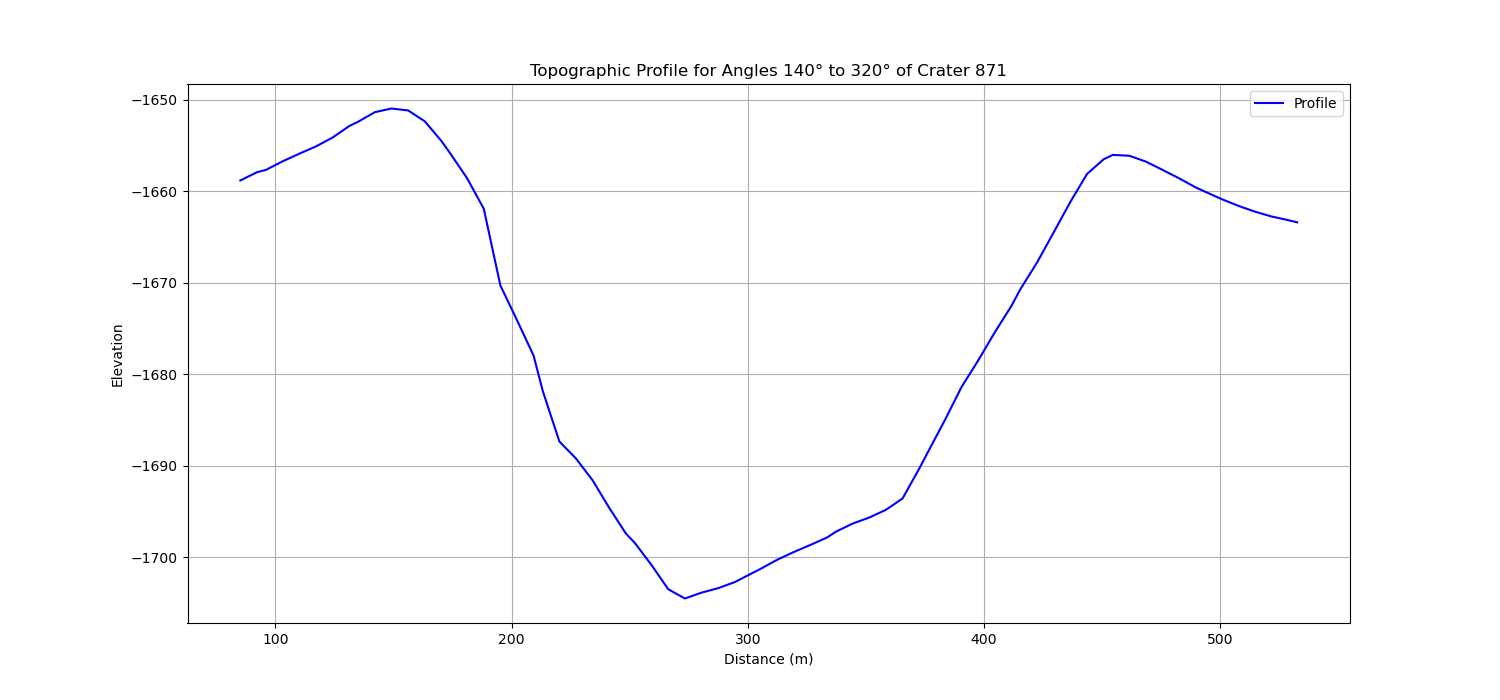 Topographic Profile for Angles 140° to 320° of Crater 871
Profile
−1650
−1660
−1670
−1680
−1690
−1700
Elevation
100
200
300
400
500
Distance (m)